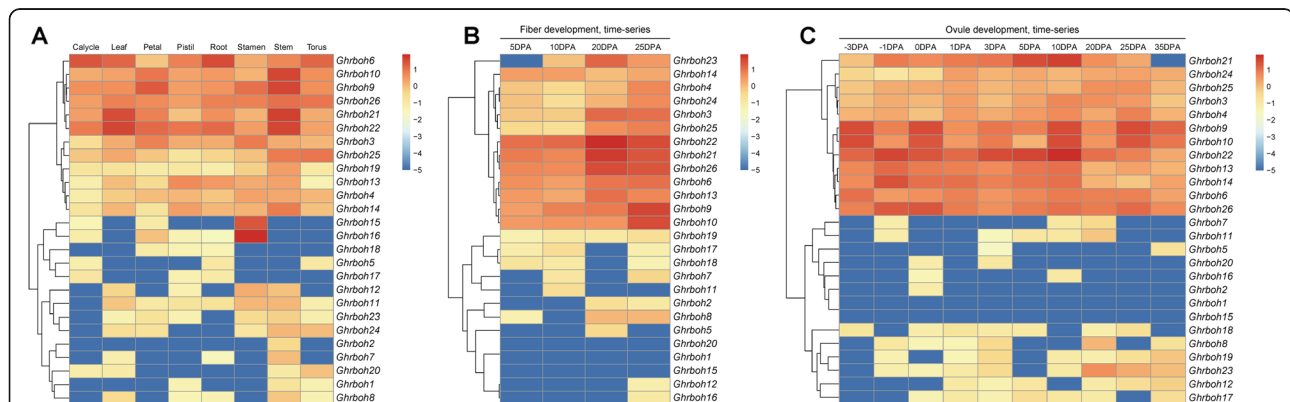 A
Calycle Leaf Petal Pistil Root Stamen Stem Torus
Ghrboh6
Ghrboh10
Ghrboh9
Ghrboh26
Ghrboh21
Ghrboh22
Ghrboh3
Ghrboh25
Ghrboh19
Ghrboh13
Ghrboh4
Ghrboh14
Ghrboh15
Ghrboh16
Ghrboh18
Ghrboh5
Ghrboh17
Ghrboh12
Ghrboh11
Ghrboh23
Ghrboh24
Ghrboh2
Ghrboh7
Ghrboh20
Ghrboh1
Ghrboh8
1
0
−1
−2
−3
−4
−5
B
Fiber development, time-series
5DPA 10DPA 20DPA 25DPA
Ghrboh23
Ghrboh14
Ghrboh4
Ghrboh24
Ghrboh3
Ghrboh25
Ghrboh22
Ghrboh21
Ghrboh26
Ghrboh6
Ghrboh13
Ghrboh9
Ghrboh10
Ghrboh19
Ghrboh17
Ghrboh18
Ghrboh7
Ghrboh11
Ghrboh2
Ghrboh8
Ghrboh5
Ghrboh20
Ghrboh1
Ghrboh15
Ghrboh12
Ghrboh16
1
0
−1
−2
−3
−4
−5
C
Ovule development, time-series
-3DPA -1DPA 0DPA 1DPA 3DPA 5DPA 10DPA 20DPA 25DPA 35DPA
Ghrboh21
Ghrboh24
Ghrboh25
Ghrboh3
Ghrboh4
Ghrboh9
Ghrboh10
Ghrboh22
Ghrboh13
Ghrboh14
Ghrboh6
Ghrboh26
Ghrboh7
Ghrboh11
Ghrboh5
Ghrboh20
Ghrboh16
Ghrboh2
Ghrboh1
Ghrboh15
Ghrboh18
Ghrboh8
Ghrboh19
Ghrboh23
Ghrboh12
Ghrboh17
1
0
−1
−2
−3
−4
−5